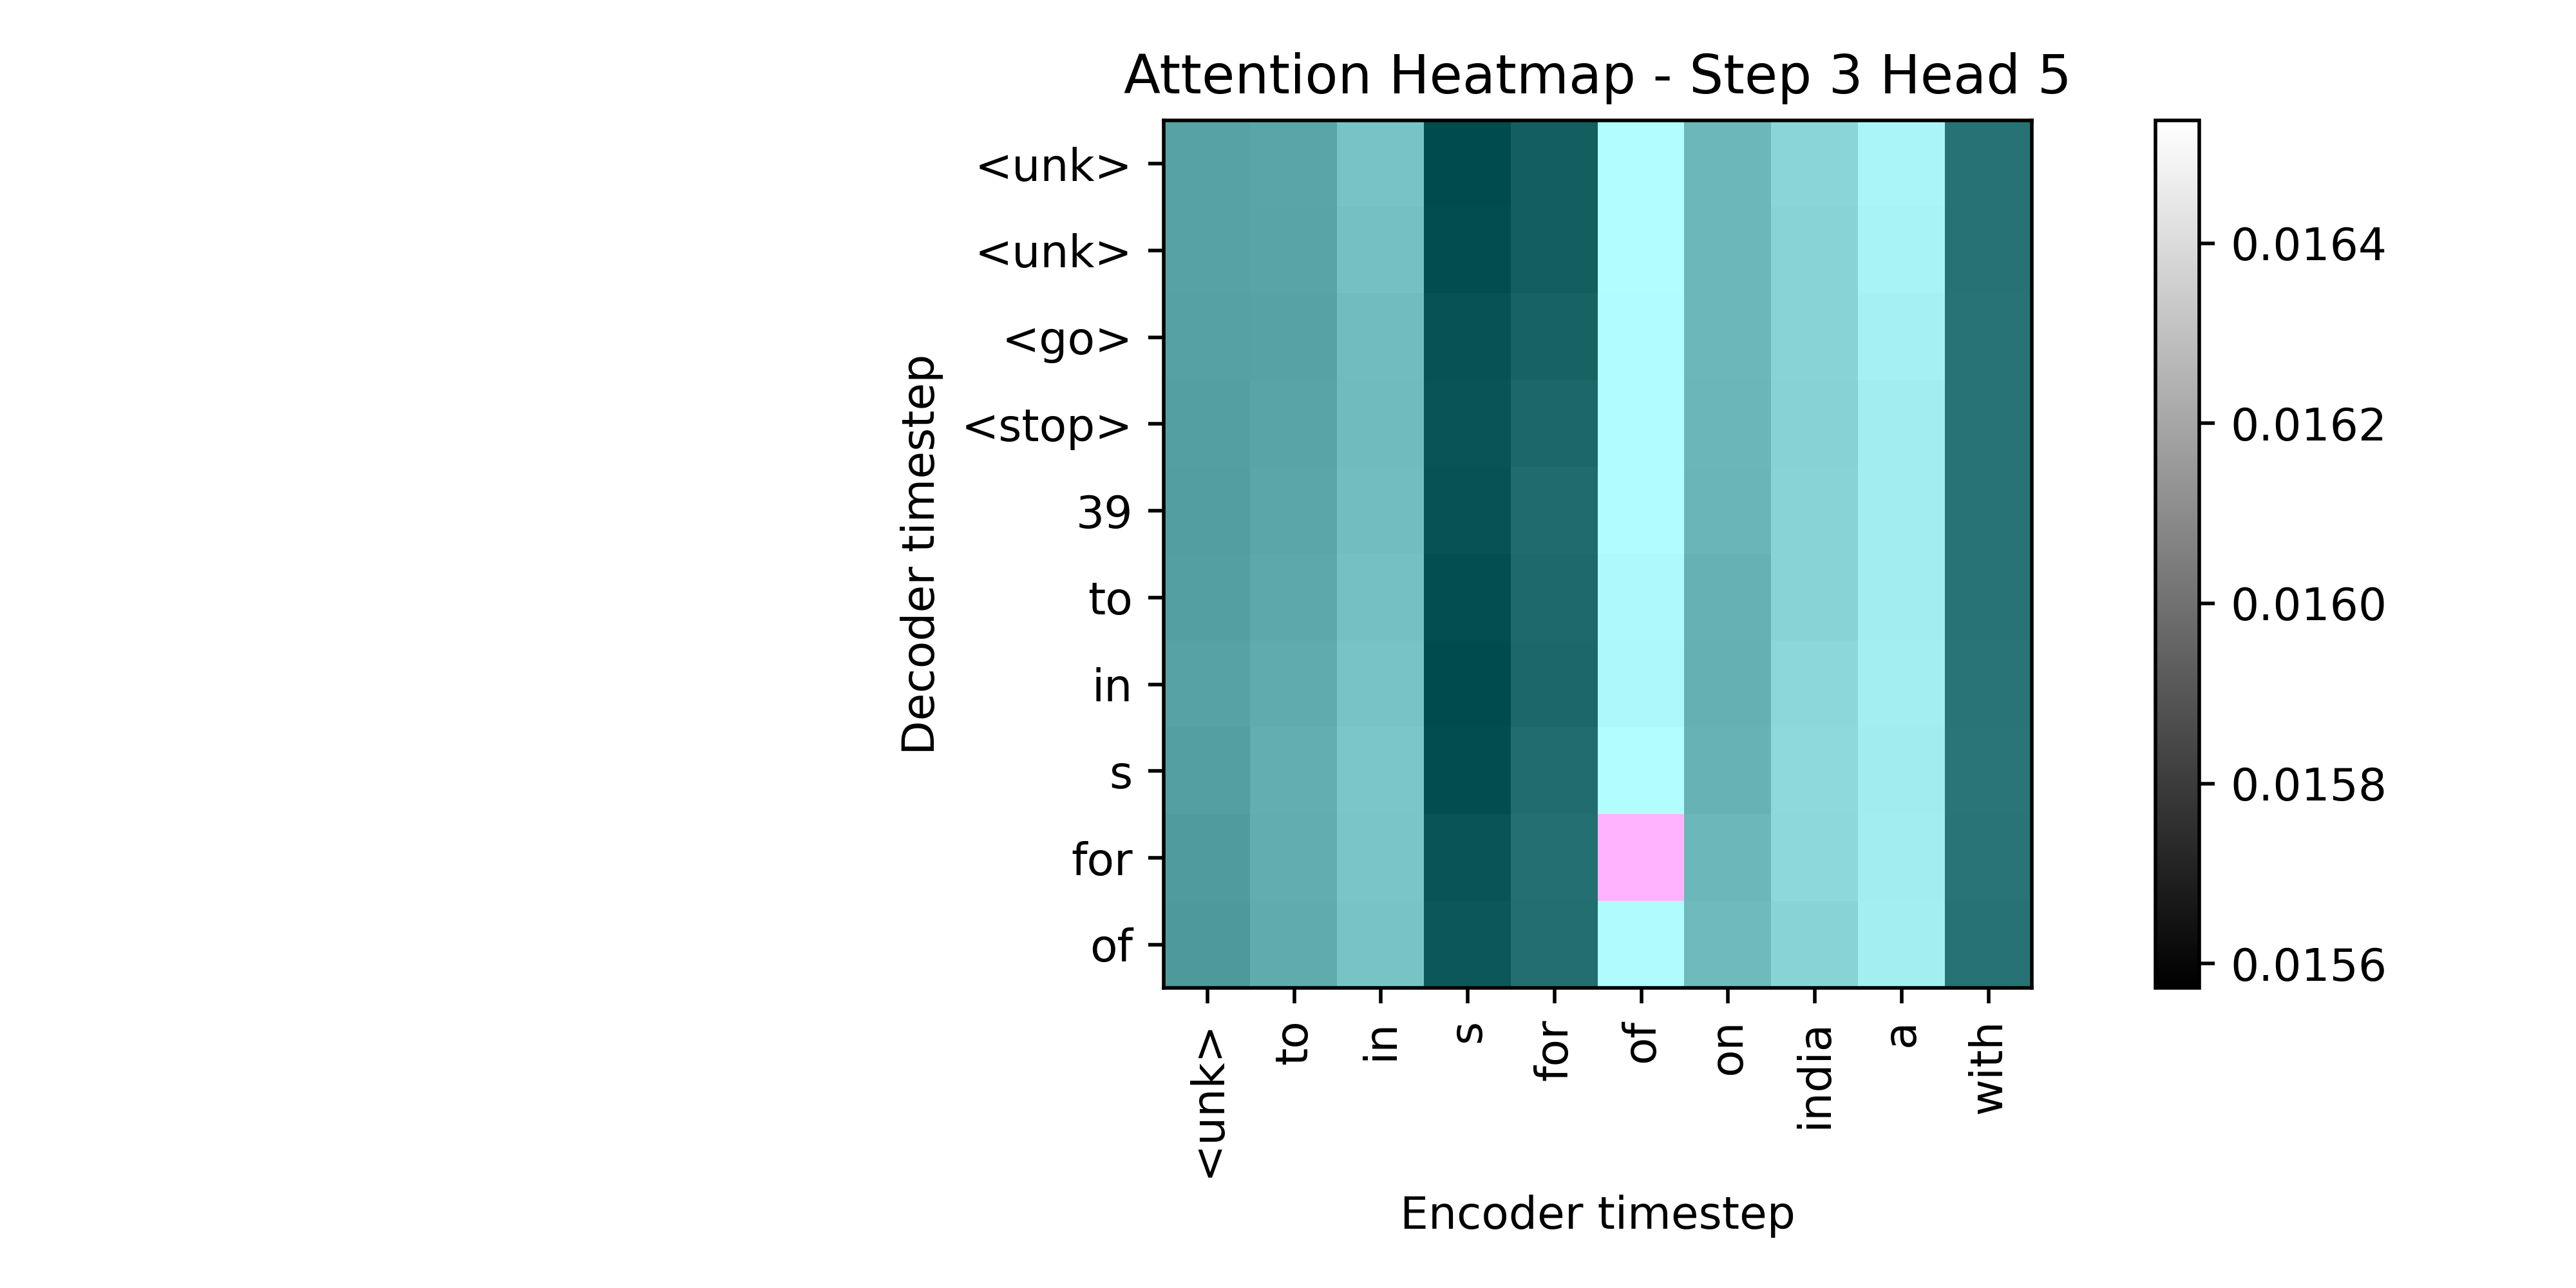 Attention Heatmap - Step 3 Head 5
Decoder timestep
<unk>
<unk>
<go>
<stop>
39
to
in
s
for
of
<unk>
to
in
s
for
of
on
india
a
with
Encoder timestep
0.0164
0.0162
0.0160
0.0158
0.0156